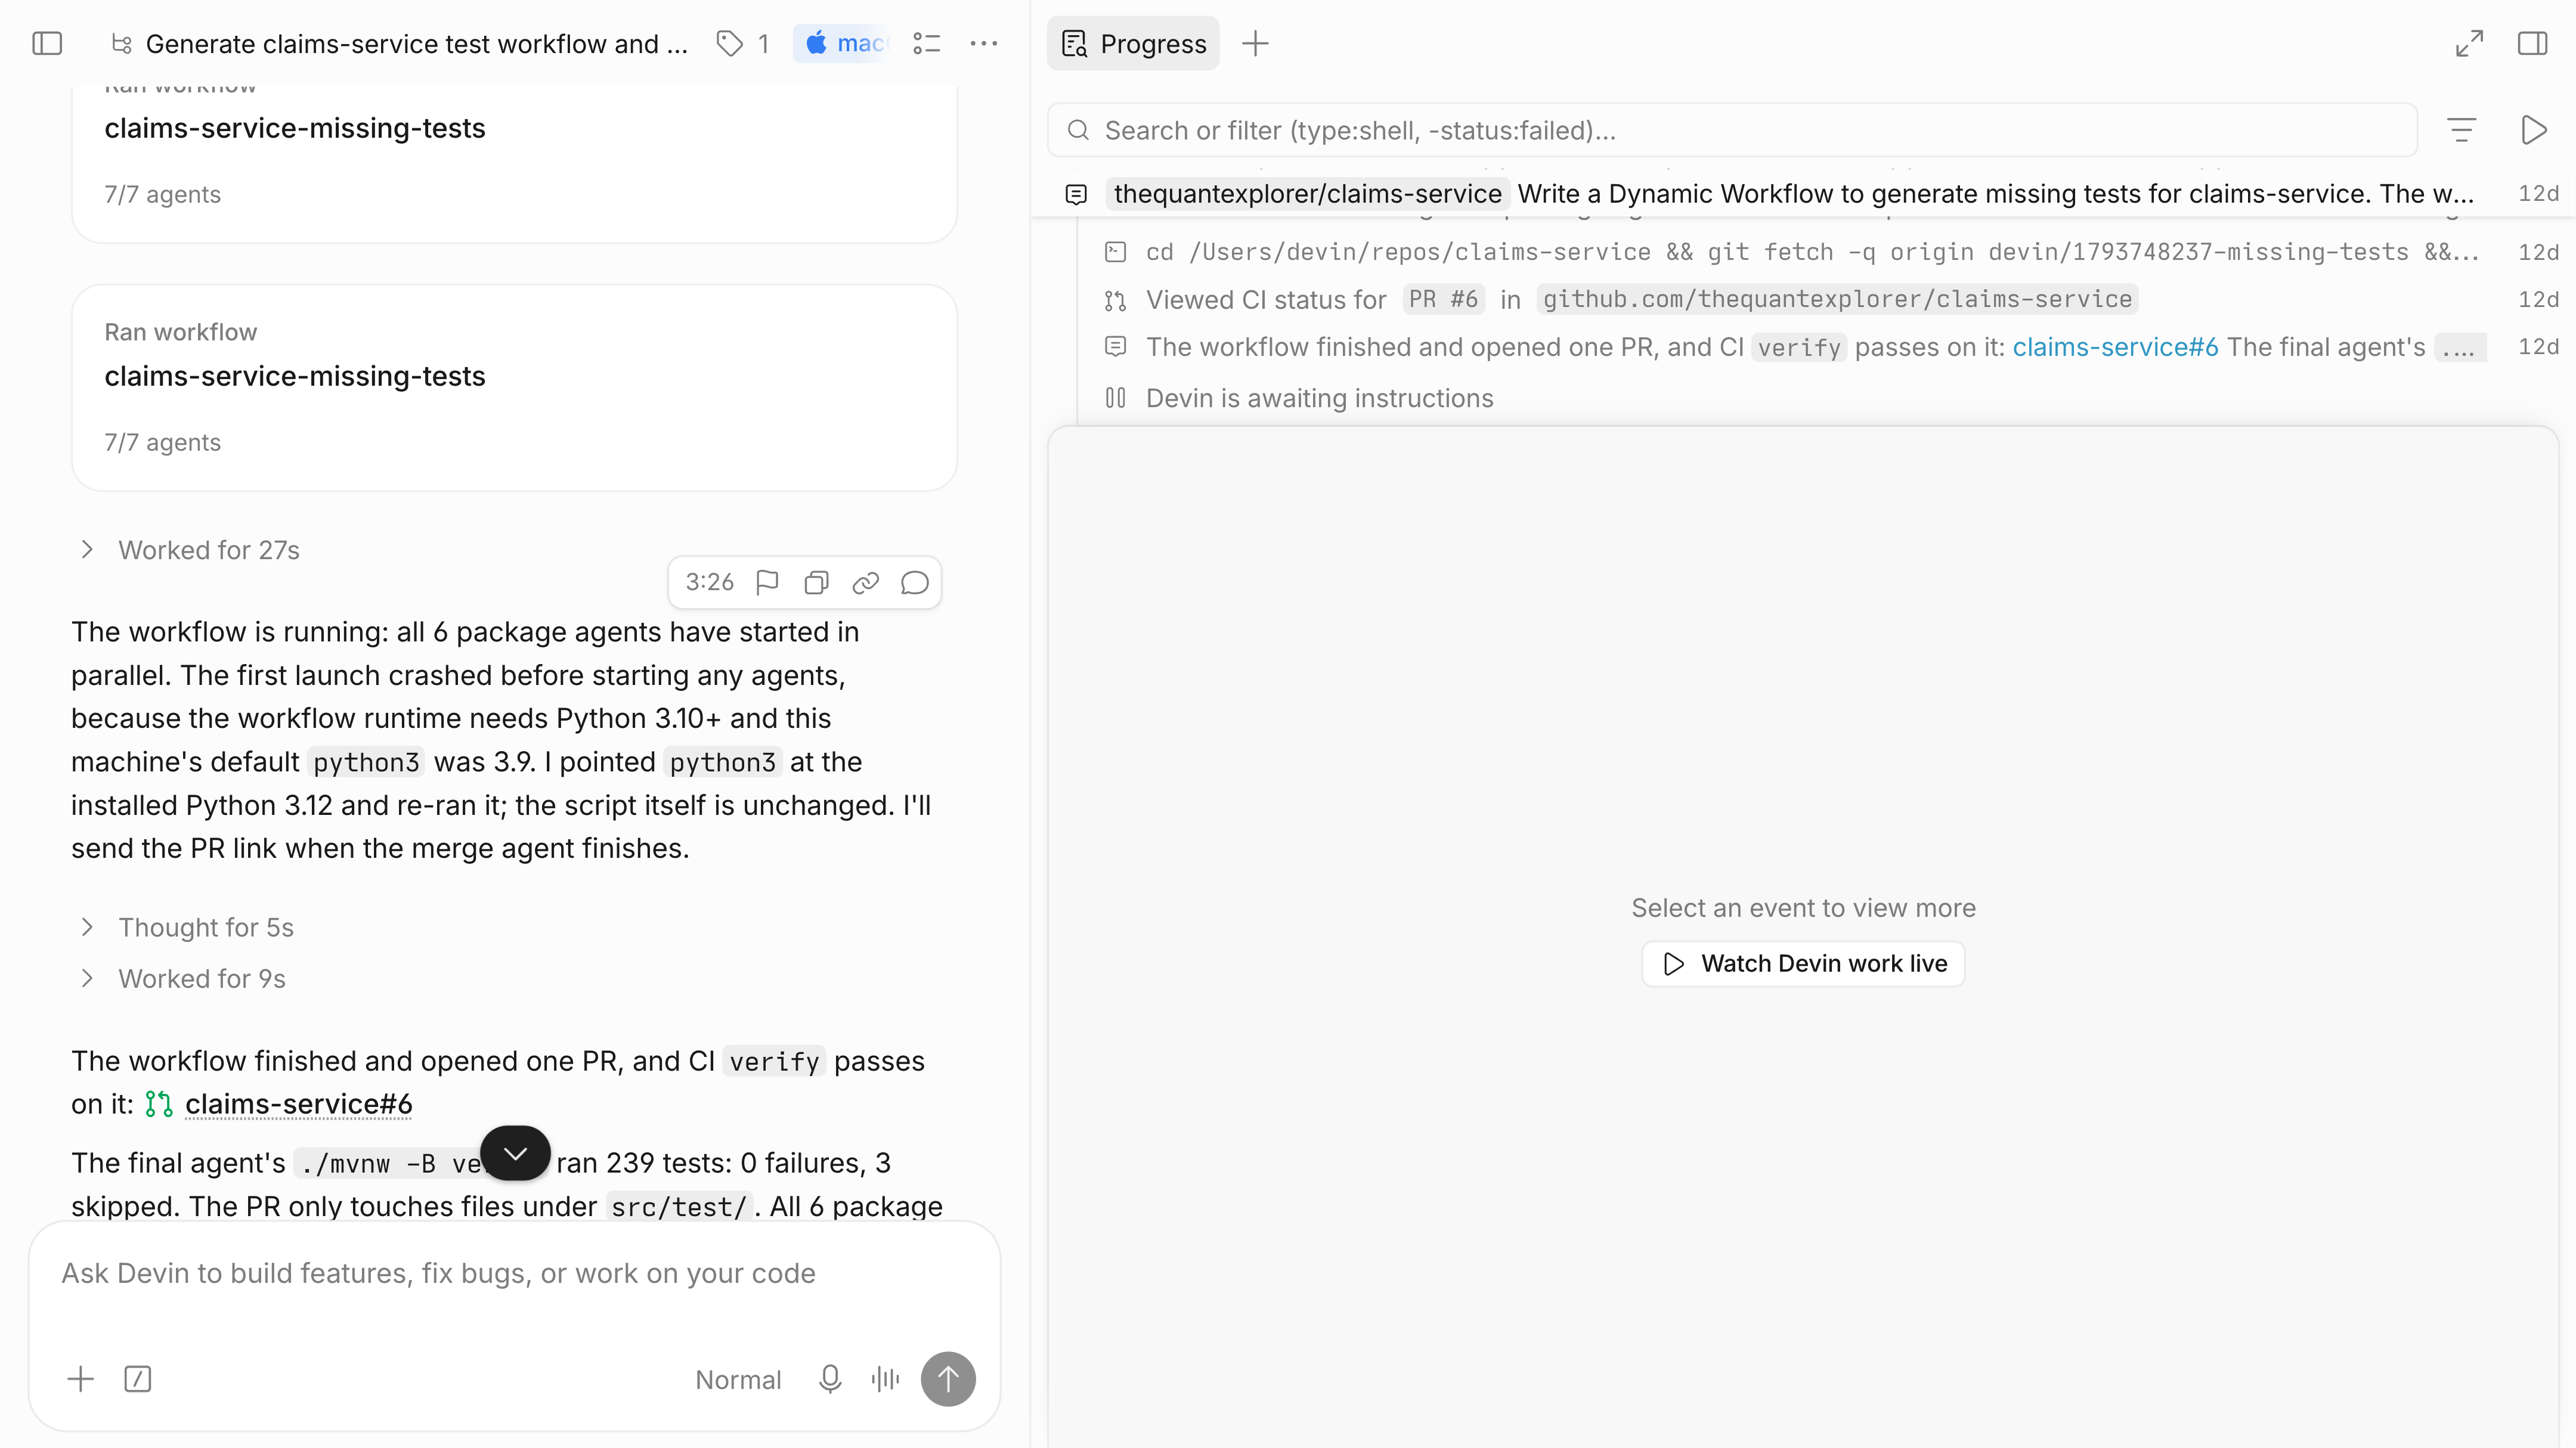 Generate claims-service test workflow and ...
1
mac
Ran workflow
claims-service-missing-tests
7/7 agents
Ran workflow
claims-service-missing-tests
7/7 agents
Worked for 27s
3:26
The workflow is running: all 6 package agents have started in
parallel. The first launch crashed before starting any agents,
because the workflow runtime needs Python 3.10+ and this
machine's default python3 was 3.9. I pointed python3 at the
installed Python 3.12 and re-ran it; the script itself is unchanged. I'll
send the PR link when the merge agent finishes.
Thought for 5s
Worked for 9s
The workflow finished and opened one PR, and CI verify passes
on it: claims-service#6
The final agent's ./mvnw -B ve ran 239 tests: 0 failures, 3
skipped. The PR only touches files under src/test/. All 6 package
Ask Devin to build features, fix bugs, or work on your code
Normal
Progress
Search or filter (type:shell, -status:failed)...
thequantexplorer/claims-service Write a Dynamic Workflow to generate missing tests for claims-service. The w... 12d
cd /Users/devin/repos/claims-service && git fetch -q origin devin/1793748237-missing-tests &&... 12d
Viewed CI status for PR #6 in github.com/thequantexplorer/claims-service 12d
The workflow finished and opened one PR, and CI verify passes on it: claims-service#6 The final agent's .... 12d
Devin is awaiting instructions
Select an event to view more
Watch Devin work live